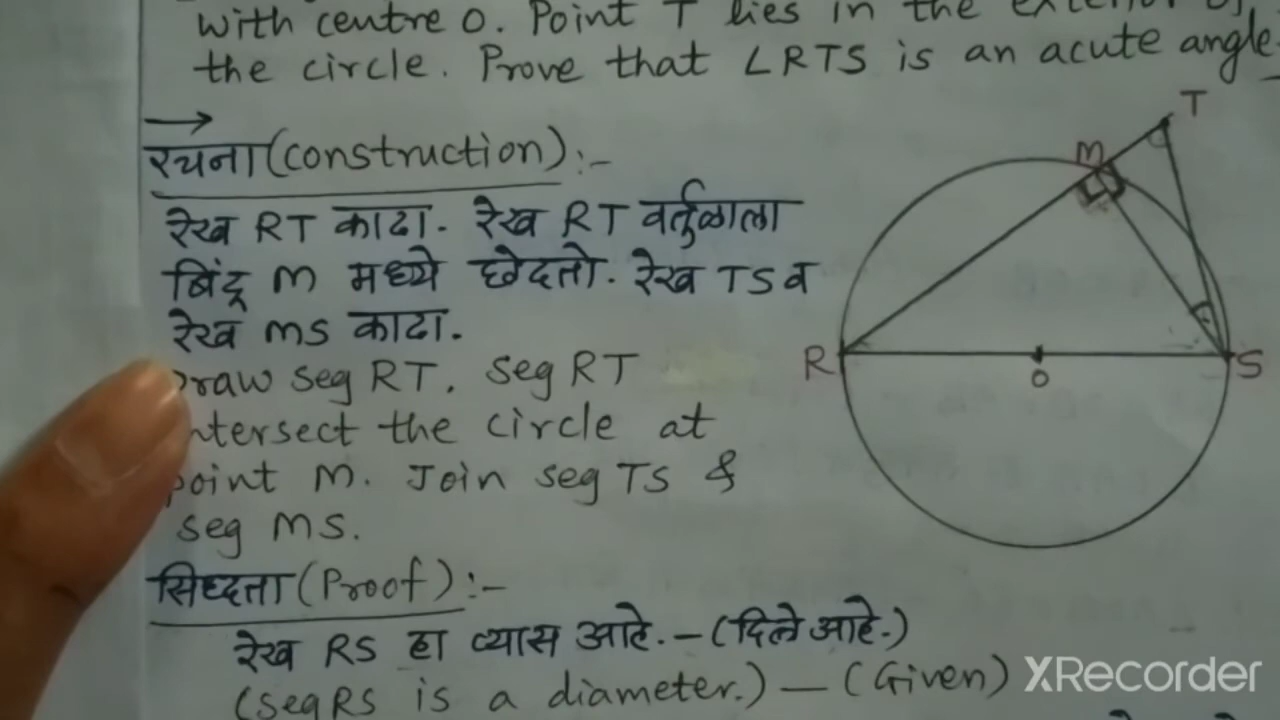 with centre O. Point T lies in the
the circle. Prove that ∠RTS is an acute angle.
रचना (construction) :-
रेख RT काढा. रेख RT वर्तुळाला
बिंदू M मध्ये छेदतो. रेख TS व
रेख MS काढा.
raw seg RT. seg RT
ntersect the circle at
point M. Join seg TS &
seg MS.
सिध्दता (Proof) :-
रेख RS हा व्यास आहे. – (दिले आहे.)
(seg RS is a diameter.) — (Given)
T
M
R
O
S
XRecorder